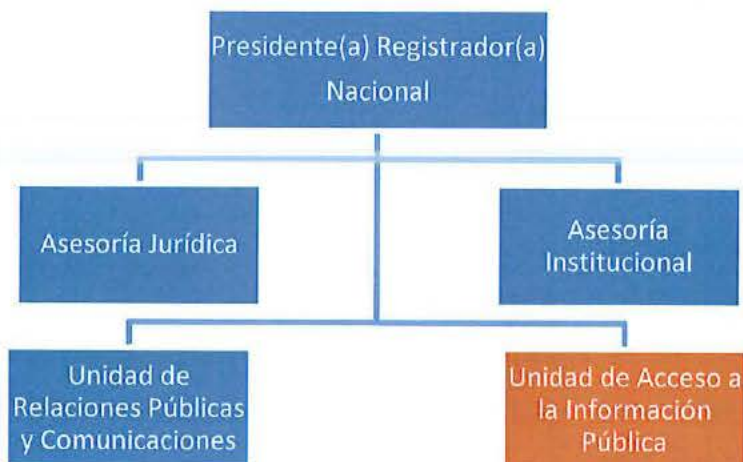 Presidente(a) Registrador(a)
Nacional
Asesoría Jurídica
Asesoría
Institucional
Unidad de
Relaciones Públicas
y Comunicaciones
Unidad de Acceso a
la Información
Pública